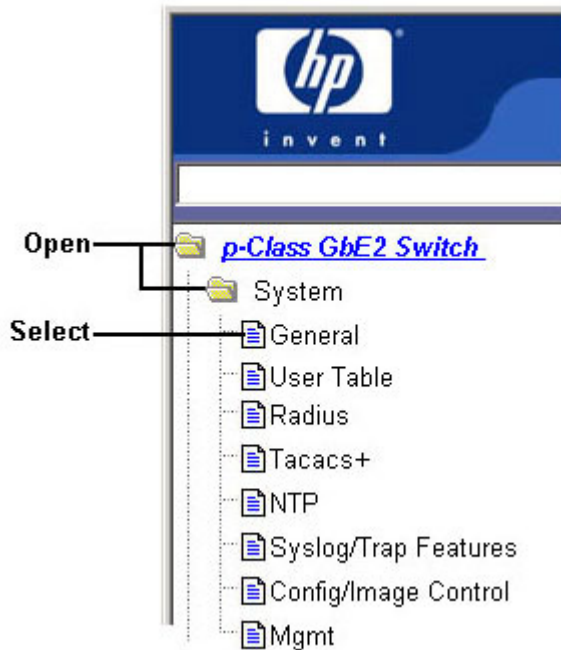 hp
invent
Open
p-Class GbE2 Switch
System
Select
General
User Table
Radius
Tacacs+
NTP
Syslog/Trap Features
Config/Image Control
Mgmt